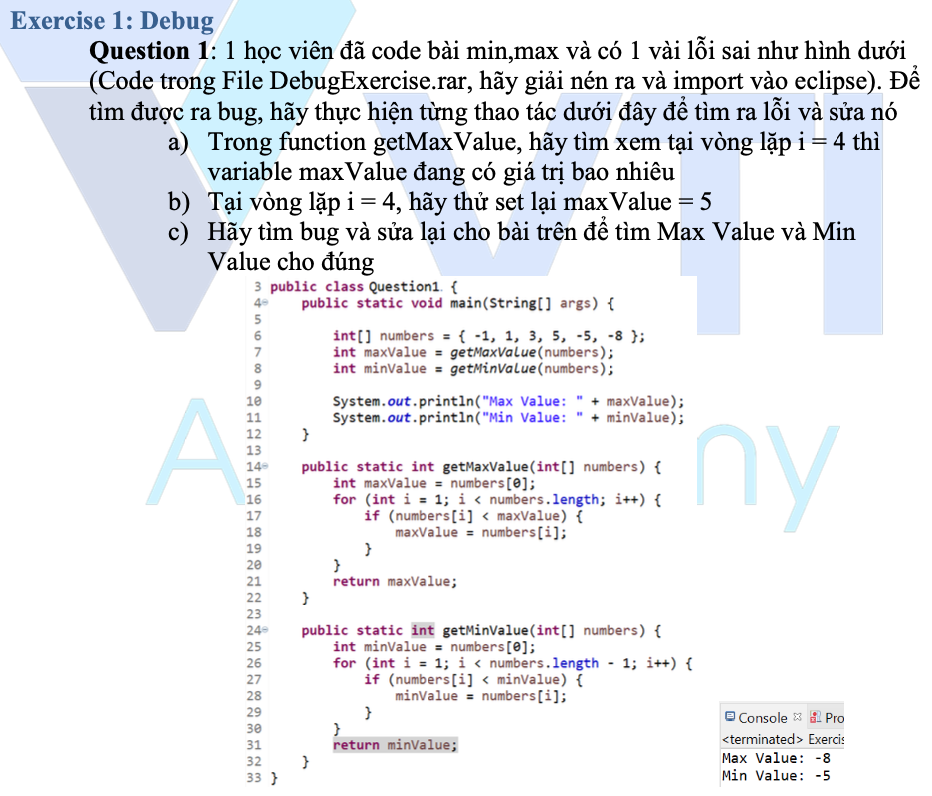 Exercise 1: Debug
Question 1: 1 học viên đã code bài min,max và có 1 vài lỗi sai như hình dưới
(Code trong File DebugExercise.rar, hãy giải nén ra và import vào eclipse). Để
tìm được ra bug, hãy thực hiện từng thao tác dưới đây để tìm ra lỗi và sửa nó
a) Trong function getMaxValue, hãy tìm xem tại vòng lặp i = 4 thì
variable maxValue đang có giá trị bao nhiêu
b) Tại vòng lặp i = 4, hãy thử set lại maxValue = 5
c) Hãy tìm bug và sửa lại cho bài trên để tìm Max Value và Min
Value cho đúng
3 public class Question1 {
4 public static void main(String[] args) {
5
6 int[] numbers = { -1, 1, 3, 5, -5, -8 };
7 int maxValue = getMaxValue(numbers);
8 int minValue = getMinValue(numbers);
9
10 System.out.println("Max Value: " + maxValue);
11 System.out.println("Min Value: " + minValue);
12 }
13
14 public static int getMaxValue(int[] numbers) {
15 int maxValue = numbers[0];
16 for (int i = 1; i < numbers.length; i++) {
17 if (numbers[i] < maxValue) {
18 maxValue = numbers[i];
19 }
20 }
21 return maxValue;
22 }
23
24 public static int getMinValue(int[] numbers) {
25 int minValue = numbers[0];
26 for (int i = 1; i < numbers.length - 1; i++) {
27 if (numbers[i] < minValue) {
28 minValue = numbers[i];
29 }
30 }
31 return minValue;
32 }
33 }
Console Pro
<terminated> Exercis
Max Value: -8
Min Value: -5
VTI
A ny